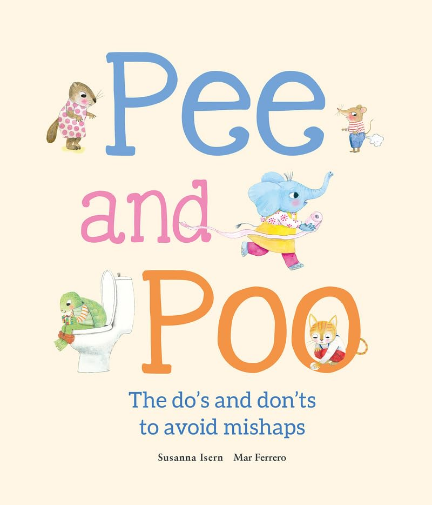 Pee
and
Poo
The do's and don'ts
to avoid mishaps
Susanna Isern Mar Ferrero